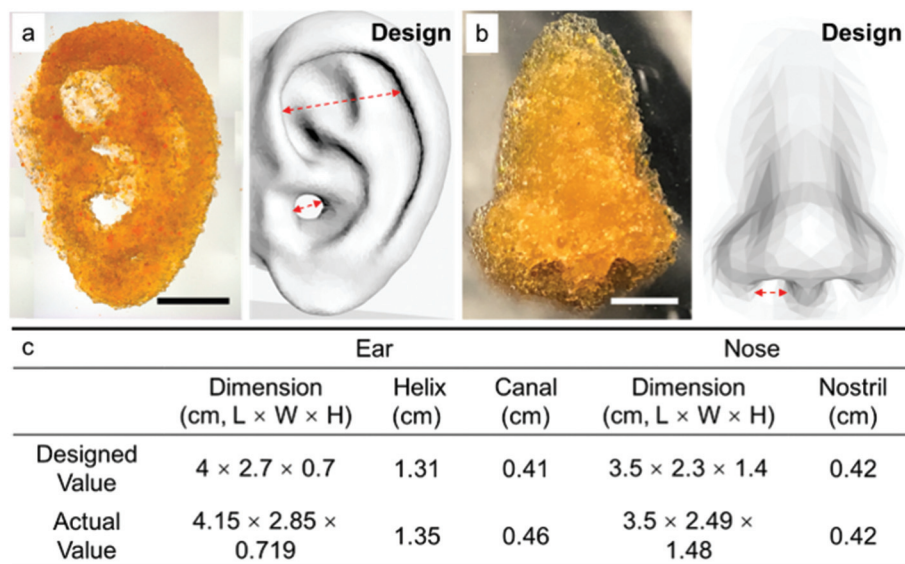 a
Design
b
Design
c
Ear
Nose
Dimension
(cm, L × W × H)
Helix
(cm)
Canal
(cm)
Dimension
(cm, L × W × H)
Nostril
(cm)
Designed
Value
4 × 2.7 × 0.7
1.31
0.41
3.5 × 2.3 × 1.4
0.42
Actual
Value
4.15 × 2.85 ×
0.719
1.35
0.46
3.5 × 2.49 ×
1.48
0.42